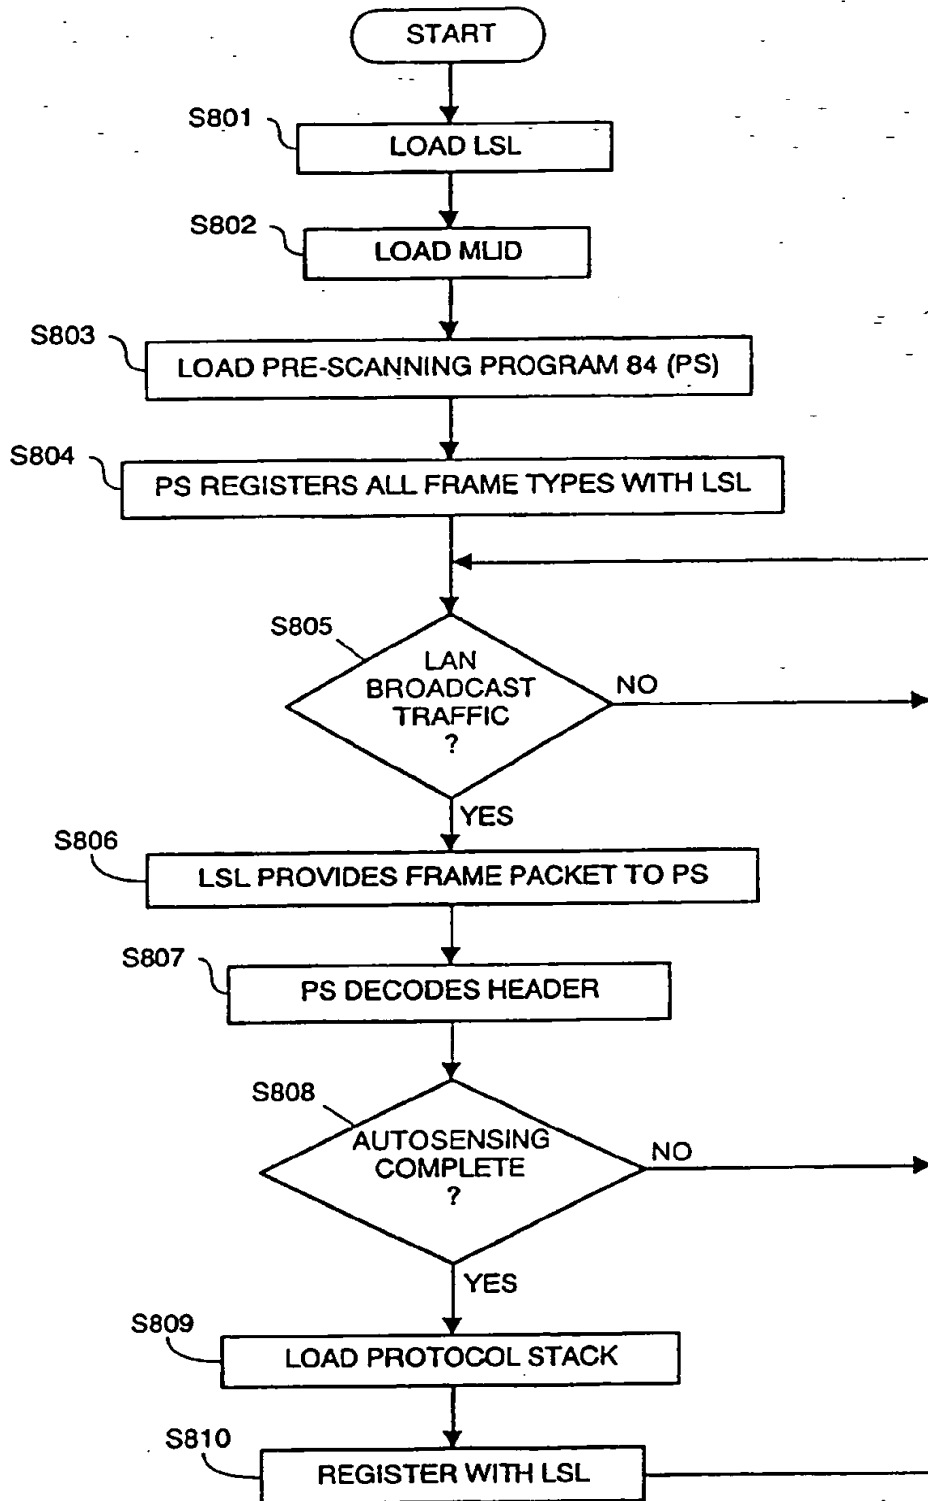 START
S801
LOAD LSL
S802
LOAD MLID
S803
LOAD PRE-SCANNING PROGRAM 84 (PS)
S804
PS REGISTERS ALL FRAME TYPES WITH LSL
S805
LAN
BROADCAST
TRAFFIC
?
NO
YES
S806
LSL PROVIDES FRAME PACKET TO PS
S807
PS DECODES HEADER
S808
AUTOSENSING
COMPLETE
?
NO
YES
S809
LOAD PROTOCOL STACK
S810
REGISTER WITH LSL